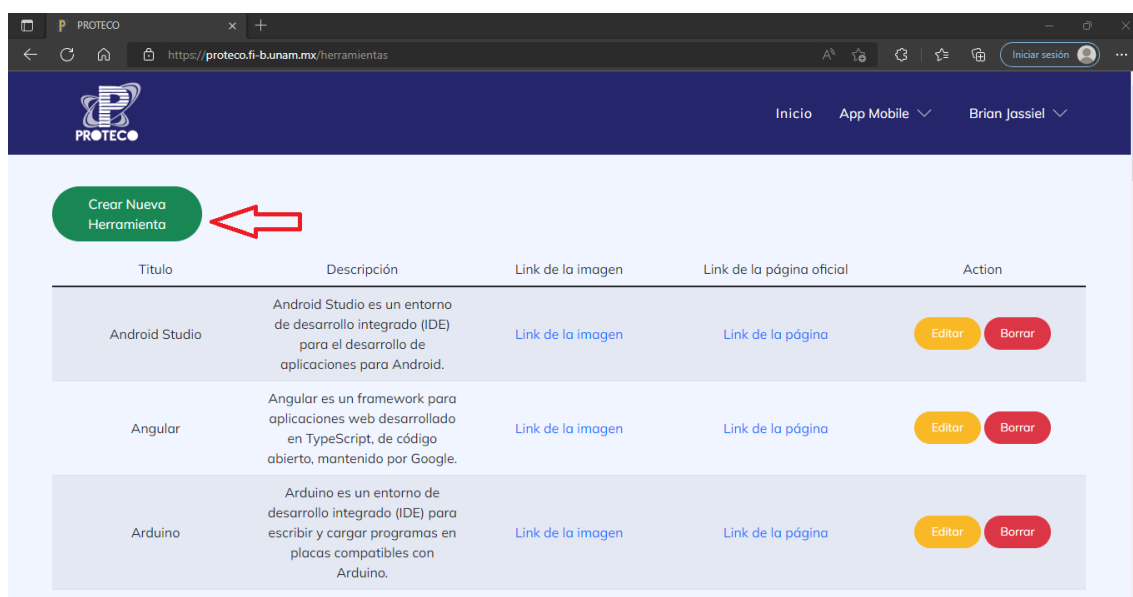 PROTECO
https://proteco.fi-b.unam.mx/herramientas
Iniciar sesión
P
PROTECO
Inicio
App Mobile
Brian Jassiel
Crear Nueva
Herramienta
Titulo
Descripción
Link de la imagen
Link de la página oficial
Action
Android Studio
Android Studio es un entorno
de desarrollo integrado (IDE)
para el desarrollo de
aplicaciones para Android.
Link de la imagen
Link de la página
Editar
Borrar
Angular
Angular es un framework para
aplicaciones web desarrollado
en TypeScript, de código
abierto, mantenido por Google.
Link de la imagen
Link de la página
Editar
Borrar
Arduino
Arduino es un entorno de
desarrollo integrado (IDE) para
escribir y cargar programas en
placas compatibles con
Arduino.
Link de la imagen
Link de la página
Editar
Borrar